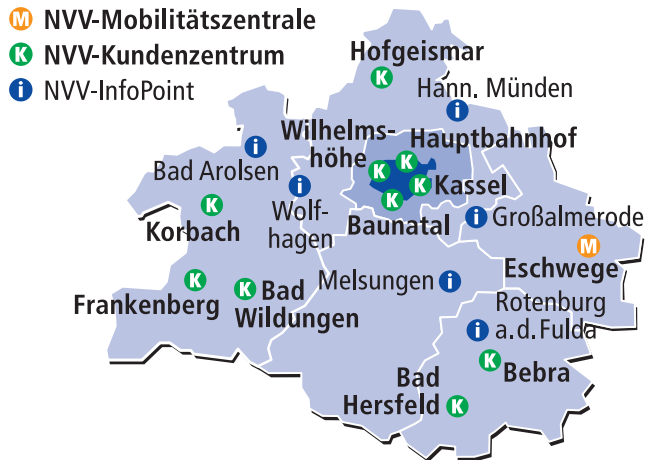 M NVV-Mobilitätszentrale
K NVV-Kundenzentrum
i NVV-InfoPoint
Hofgeismar
K
Hann. Münden
i
Wilhelms-
höhe
K
Hauptbahnhof
K
K Kassel
K
Baunatal
i
Bad Arolsen
i
Wolf-
hagen
K
Korbach
i Großalmerode
M
Eschwege
K
Frankenberg
K Bad
Wildungen
Melsungen i
Rotenburg
i a.d.Fulda
K Bebra
Bad
Hersfeld K